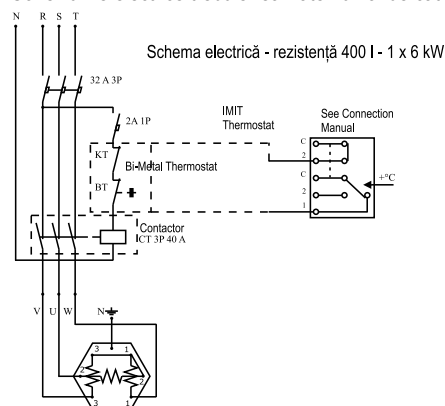 N R S T
Schema electrică - rezistență 400 l - 1 x 6 kW
32 A 3P
2A 1P
IMIT
Thermostat
See Connection
Manual
KT
Bi-Metal Thermostat
BT
C
2
C
2
1
+°C
Contactor
CT 3P 40 A
V U W N
3 1
2 2
3 1